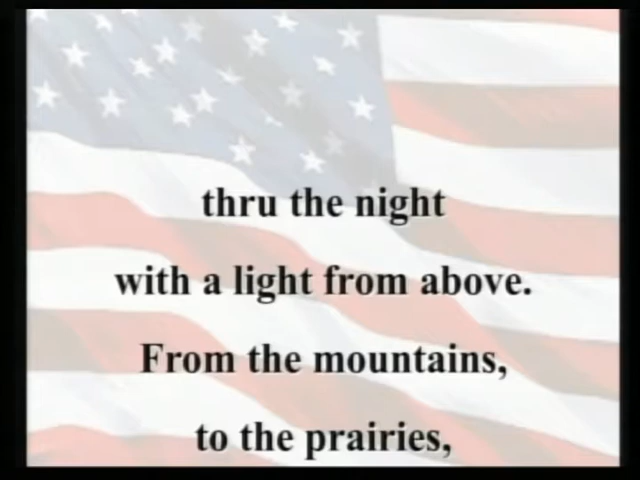 thru the night
with a light from above.
From the mountains,
to the prairies,